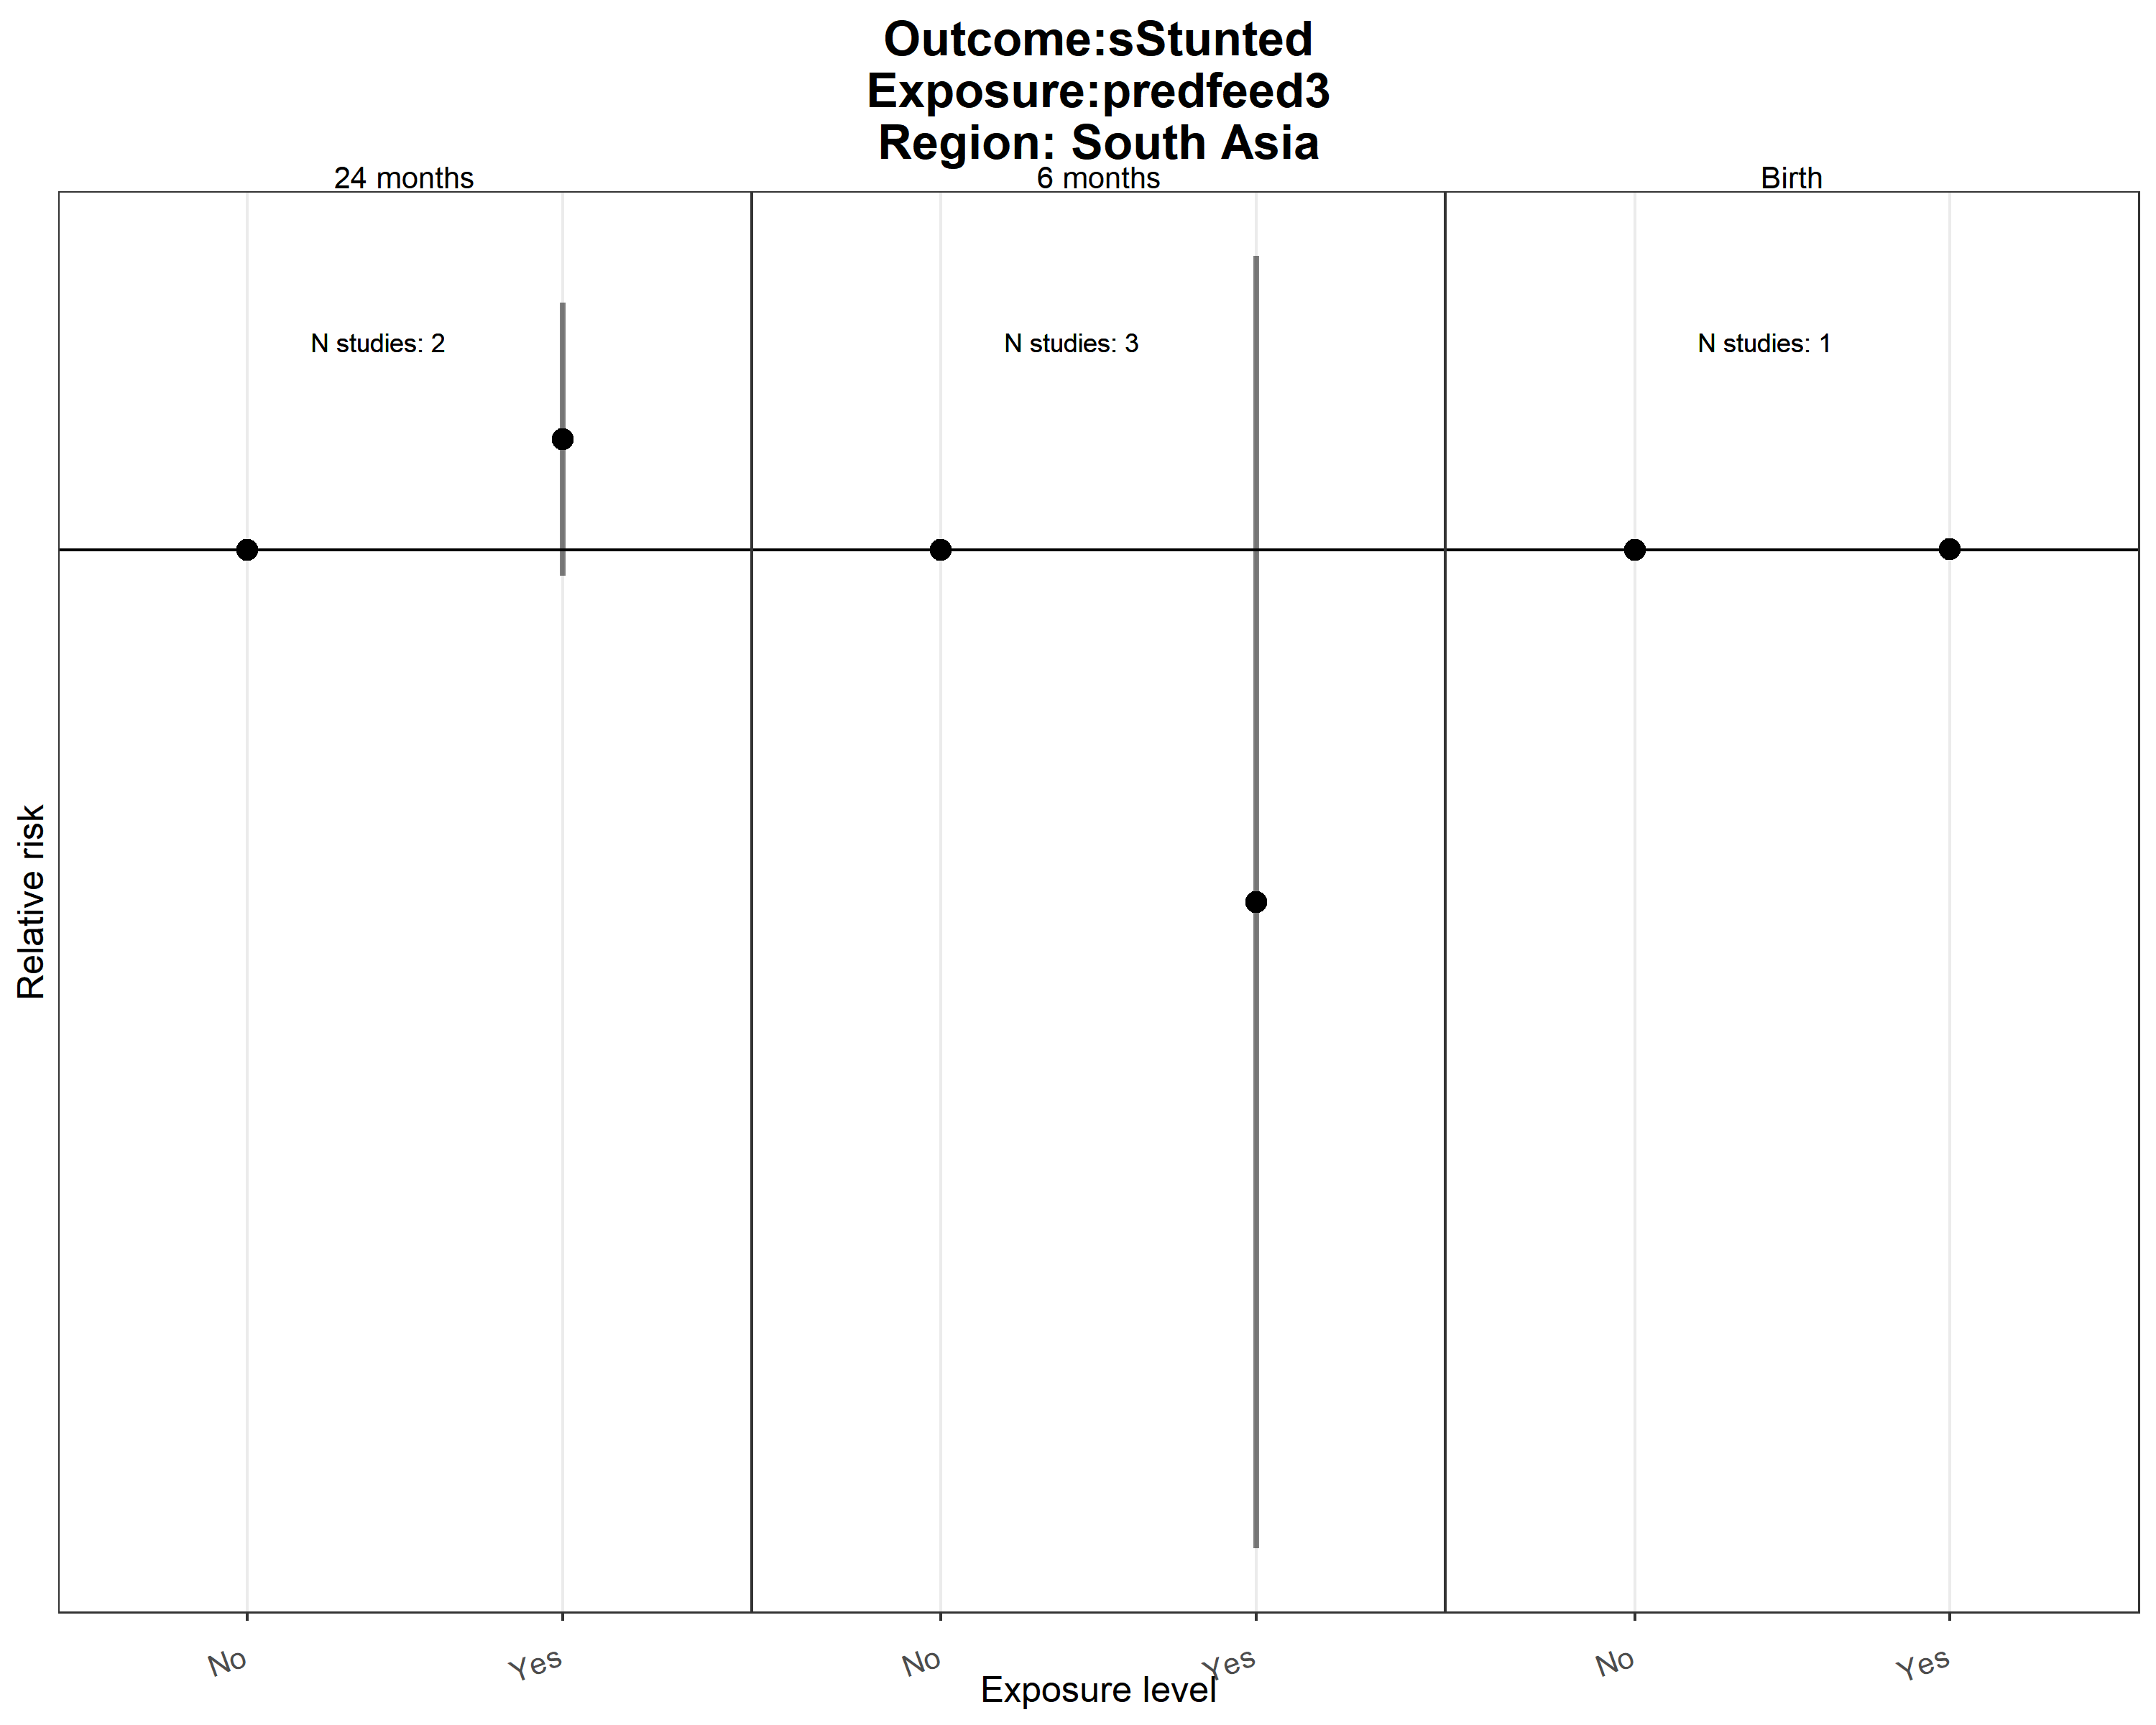 Outcome:sStunted
Exposure:predfeed3
Region: South Asia
24 months
6 months
Birth
N studies: 2
N studies: 3
N studies: 1
Relative risk
No
Yes
No
Yes
No
Yes
Exposure level